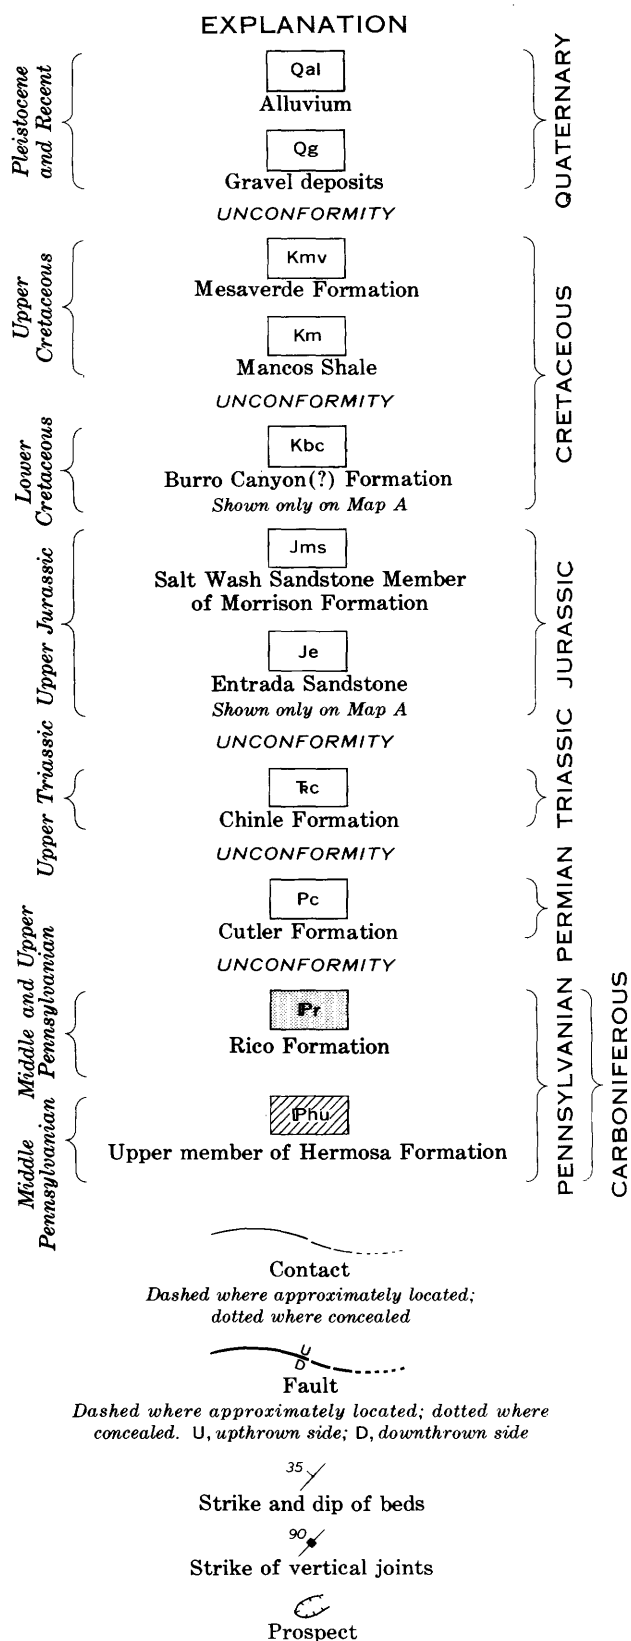 EXPLANATION
Qal
Alluvium
Qg
Gravel deposits
Pleistocene
and Recent
QUATERNARY
UNCONFORMITY
Kmv
Mesaverde Formation
Km
Mancos Shale
Upper
Cretaceous
UNCONFORMITY
Kbc
Burro Canyon(?) Formation
Shown only on Map A
Lower
Cretaceous
CRETACEOUS
Jms
Salt Wash Sandstone Member
of Morrison Formation
Je
Entrada Sandstone
Shown only on Map A
Upper Jurassic
JURASSIC
UNCONFORMITY
Ꞧc
Chinle Formation
Upper Triassic
TRIASSIC
UNCONFORMITY
Pc
Cutler Formation
PERMIAN
UNCONFORMITY
ℙr
Rico Formation
Middle and Upper
Pennsylvanian
ℙhu
Upper member of Hermosa Formation
Middle
Pennsylvanian
PENNSYLVANIAN
CARBONIFEROUS
Contact
Dashed where approximately located;
dotted where concealed
U
D
Fault
Dashed where approximately located; dotted where
concealed. U, upthrown side; D, downthrown side
35
Strike and dip of beds
90
Strike of vertical joints
Prospect